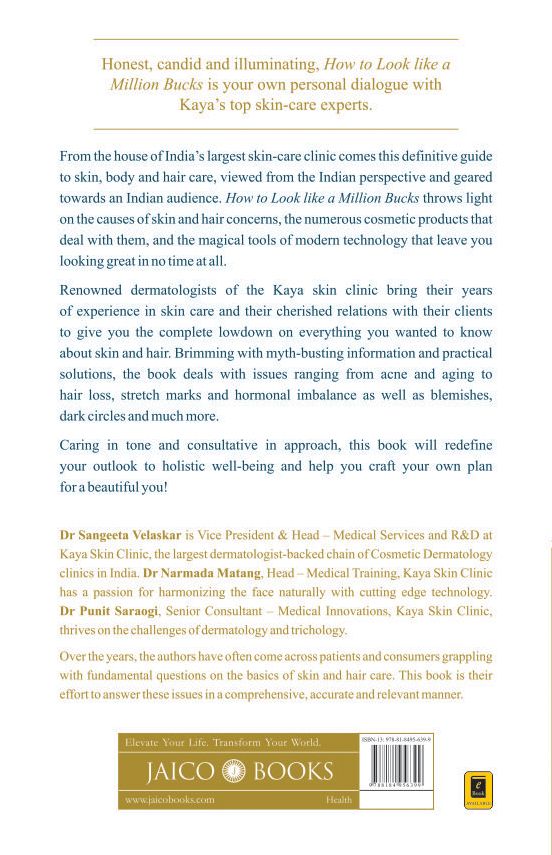 Honest, candid and illuminating, How to Look like a
Million Bucks is your own personal dialogue with
Kaya's top skin-care experts.
From the house of India's largest skin-care clinic comes this definitive guide
to skin, body and hair care, viewed from the Indian perspective and geared
towards an Indian audience. How to Look like a Million Bucks throws light
on the causes of skin and hair concerns, the numerous cosmetic products that
deal with them, and the magical tools of modern technology that leave you
looking great in no time at all.
Renowned dermatologists of the Kaya skin clinic bring their years
of experience in skin care and their cherished relations with their clients
to give you the complete lowdown on everything you wanted to know
about skin and hair. Brimming with myth-busting information and practical
solutions, the book deals with issues ranging from acne and aging to
hair loss, stretch marks and hormonal imbalance as well as blemishes,
dark circles and much more.
Caring in tone and consultative in approach, this book will redefine
your outlook to holistic well-being and help you craft your own plan
for a beautiful you!
Dr Sangeeta Velaskar is Vice President & Head – Medical Services and R&D at
Kaya Skin Clinic, the largest dermatologist-backed chain of Cosmetic Dermatology
clinics in India. Dr Narmada Matang, Head – Medical Training, Kaya Skin Clinic
has a passion for harmonizing the face naturally with cutting edge technology.
Dr Punit Saraogi, Senior Consultant – Medical Innovations, Kaya Skin Clinic,
thrives on the challenges of dermatology and trichology.
Over the years, the authors have often come across patients and consumers grappling
with fundamental questions on the basics of skin and hair care. This book is their
effort to answer these issues in a comprehensive, accurate and relevant manner.
Elevate Your Life. Transform Your World.
JAICO BOOKS
www.jaicobooks.com
Health
ISBN-13: 978-81-8495-639-9
9788184956399
e
Book
AVAILABLE